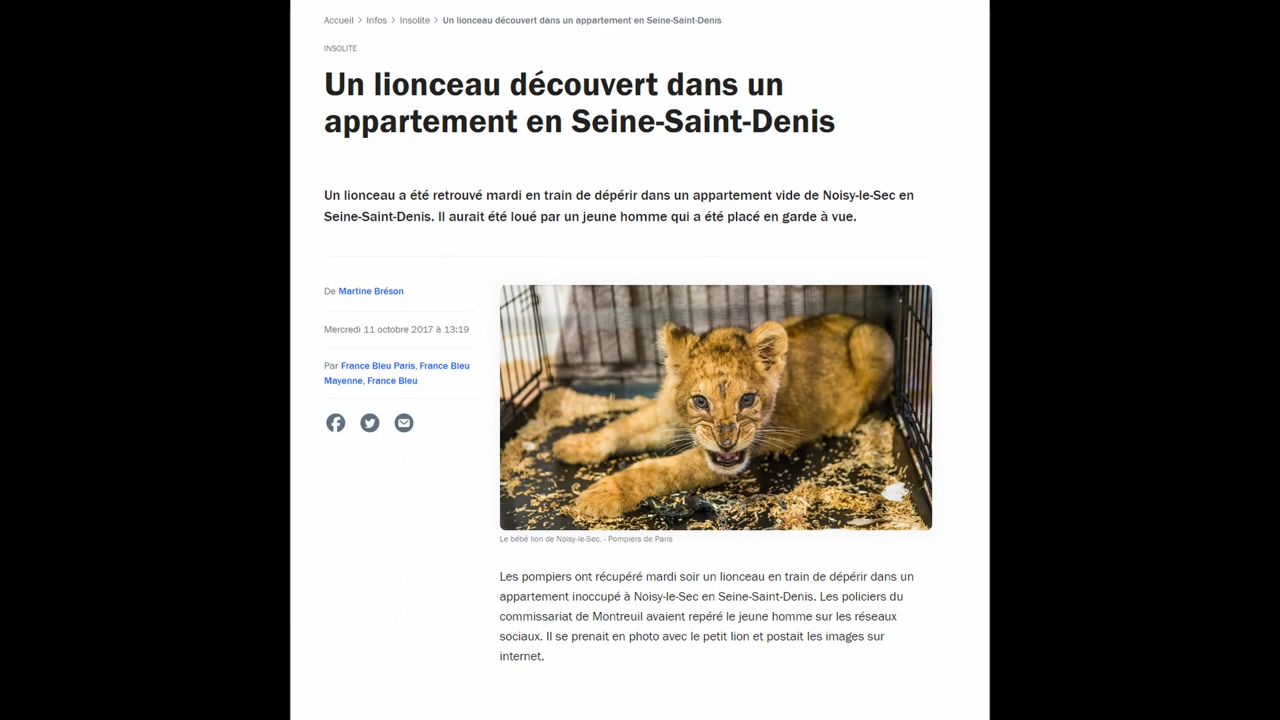 Accueil > Infos > Insolite > Un lionceau découvert dans un appartement en Seine-Saint-Denis
INSOLITE
Un lionceau découvert dans un
appartement en Seine-Saint-Denis
Un lionceau a été retrouvé mardi en train de dépérir dans un appartement vide de Noisy-le-Sec en
Seine-Saint-Denis. Il aurait été loué par un jeune homme qui a été placé en garde à vue.
De Martine Bréson
Mercredi 11 octobre 2017 à 13:19
Par France Bleu Paris, France Bleu
Mayenne, France Bleu
Le bébé lion de Noisy-le-Sec. - Pompiers de Paris
Les pompiers ont récupéré mardi soir un lionceau en train de dépérir dans un
appartement inoccupé à Noisy-le-Sec en Seine-Saint-Denis. Les policiers du
commissariat de Montreuil avaient repéré le jeune homme sur les réseaux
sociaux. Il se prenait en photo avec le petit lion et postait les images sur
internet.